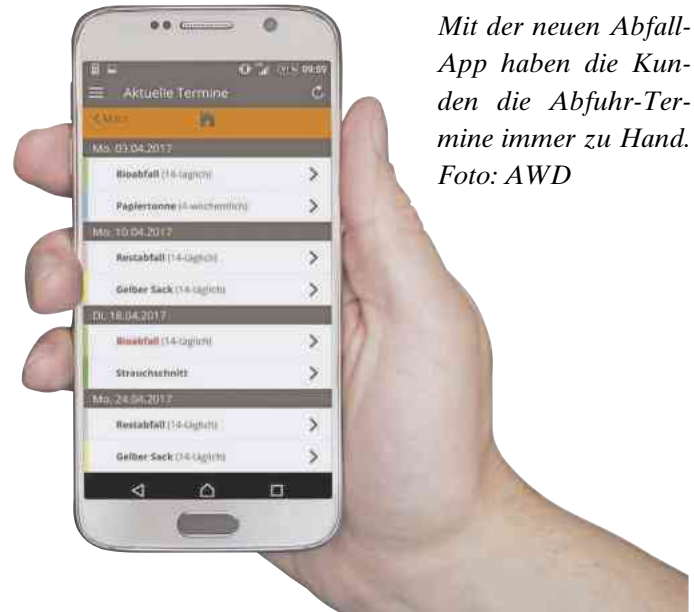 Mit der neuen Abfall-
App haben die Kun-
den die Abfuhr-Ter-
mine immer zu Hand.
Foto: AWD
09:59
Aktuelle Termine
Mo. 03.04.2017
Bioabfall (14-täglich)
Papiertonne (4-wöchentlich)
Mo. 10.04.2017
Restabfall (14-täglich)
Gelber Sack (14-täglich)
Di. 18.04.2017
Bioabfall (14-täglich)
Strauchschnitt
Mo. 24.04.2017
Restabfall (14-täglich)
Gelber Sack (14-täglich)